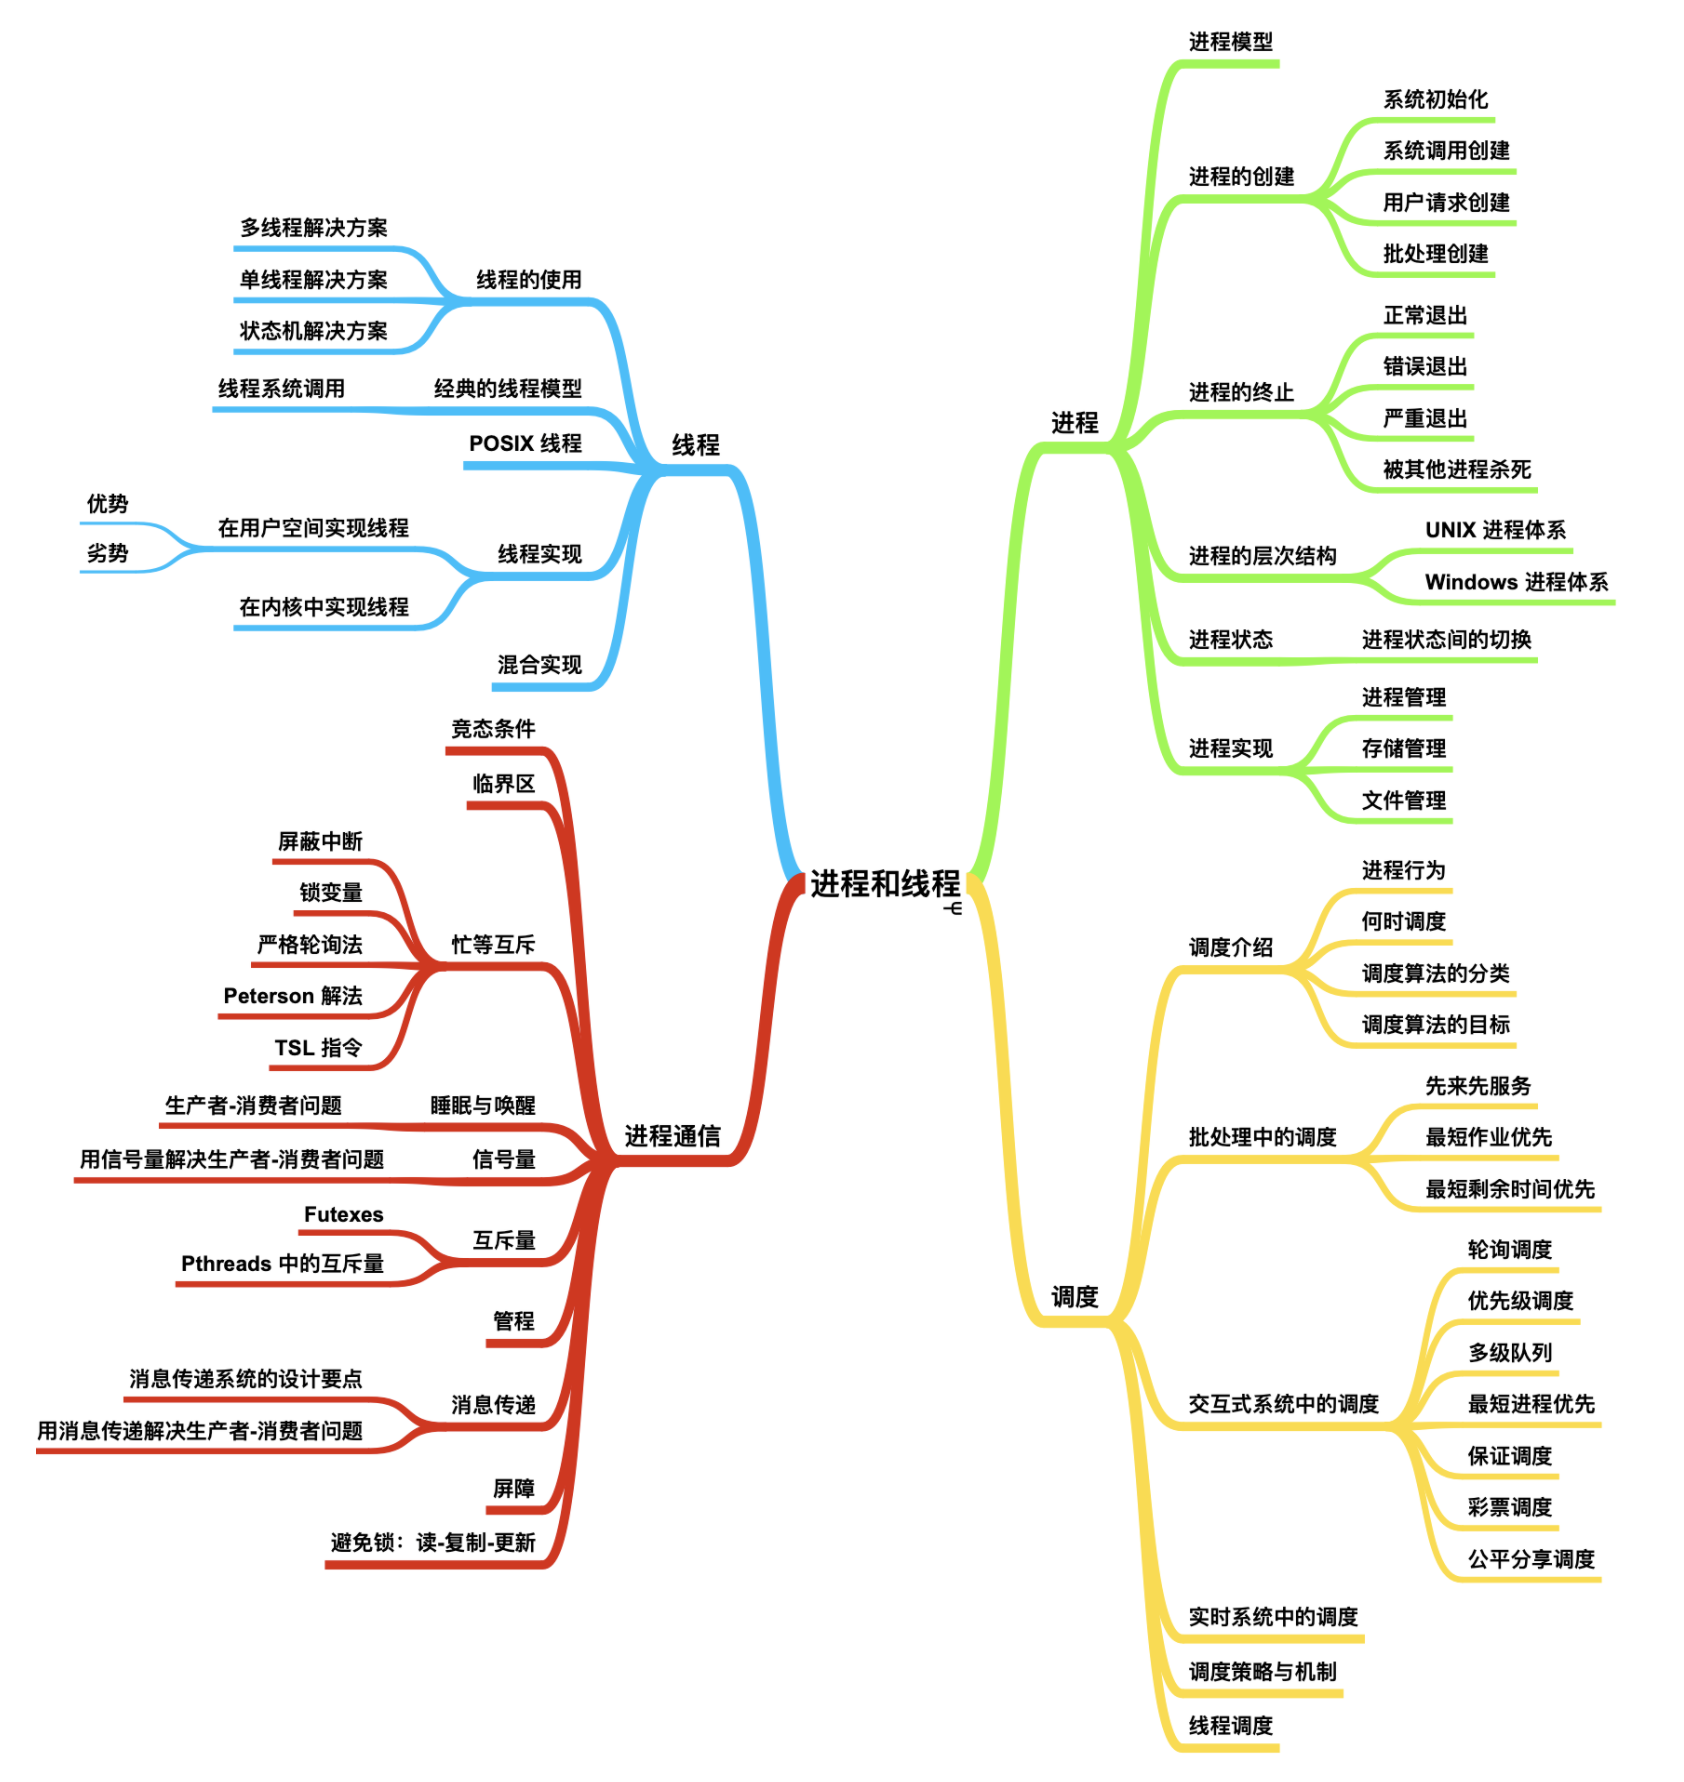 进程和线程
进程
进程模型
进程的创建
系统初始化
系统调用创建
用户请求创建
批处理创建
进程的终止
正常退出
错误退出
严重退出
被其他进程杀死
进程的层次结构
UNIX 进程体系
Windows 进程体系
进程状态
进程状态间的切换
进程实现
进程管理
存储管理
文件管理
线程
线程的使用
多线程解决方案
单线程解决方案
状态机解决方案
经典的线程模型
线程系统调用
POSIX 线程
线程实现
在用户空间实现线程
优势
劣势
在内核中实现线程
混合实现
进程通信
竞态条件
临界区
忙等互斥
屏蔽中断
锁变量
严格轮询法
Peterson 解法
TSL 指令
睡眠与唤醒
生产者-消费者问题
信号量
用信号量解决生产者-消费者问题
互斥量
Futexes
Pthreads 中的互斥量
管程
消息传递
消息传递系统的设计要点
用消息传递解决生产者-消费者问题
屏障
避免锁：读-复制-更新
调度
调度介绍
进程行为
何时调度
调度算法的分类
调度算法的目标
批处理中的调度
先来先服务
最短作业优先
最短剩余时间优先
交互式系统中的调度
轮询调度
优先级调度
多级队列
最短进程优先
保证调度
彩票调度
公平分享调度
实时系统中的调度
调度策略与机制
线程调度